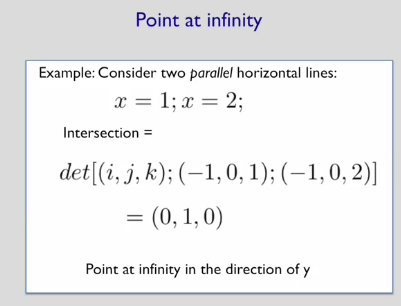 Point at infinity
Example: Consider two parallel horizontal lines:
x = 1; x = 2;
Intersection =
det[(i, j, k); (−1, 0, 1); (−1, 0, 2)]
= (0, 1, 0)
Point at infinity in the direction of y